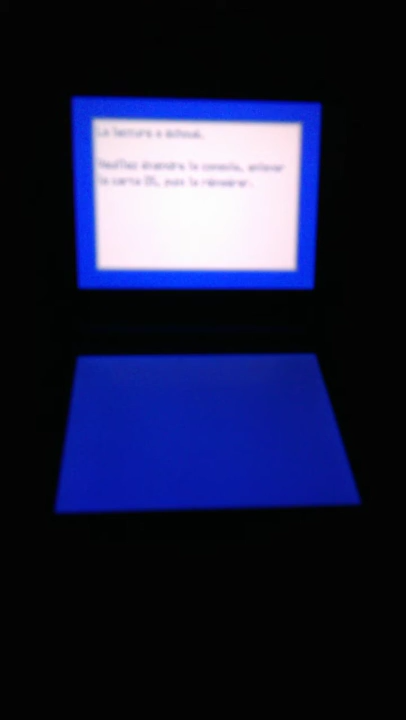 La lecture a échoué.
Veuillez éteindre la console, enlever
la carte DS, puis la réinsérer.